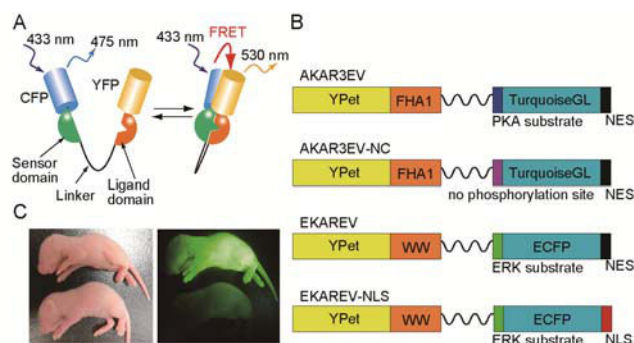 A
FRET
433 nm
475 nm
433 nm
530 nm
CFP
YFP
Sensor
domain
Linker
Ligand
domain
C
B
AKAR3EV
YPet
FHA1
TurquoiseGL
PKA substrate
NES
AKAR3EV-NC
YPet
FHA1
TurquoiseGL
no phosphorylation site
NES
EKAREV
YPet
WW
ECFP
ERK substrate
NES
EKAREV-NLS
YPet
WW
ECFP
ERK substrate
NLS